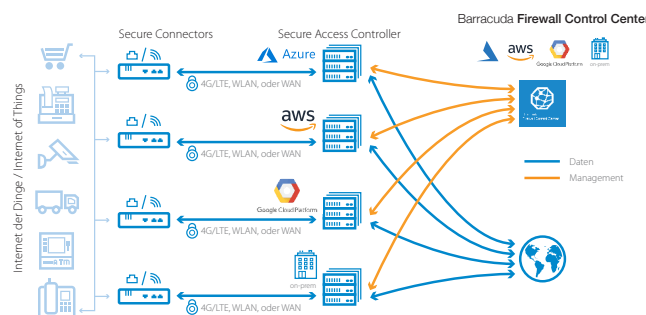 Barracuda Firewall Control Center
Secure Connectors
Secure Access Controller
Azure
aws
Google Cloud Platform
on-prem
4G/LTE, WLAN, oder WAN
aws
4G/LTE, WLAN, oder WAN
Daten
Management
Google Cloud Platform
4G/LTE, WLAN, oder WAN
on-prem
4G/LTE, WLAN, oder WAN
ATM
Internet der Dinge / Internet of Things